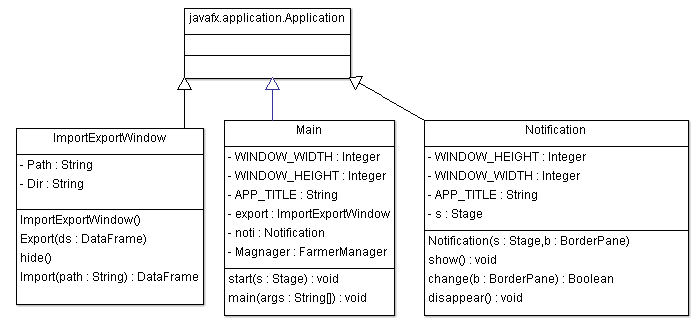 javafx.application.Application
ImportExportWindow
- Path : String
- Dir : String
ImportExportWindow()
Export(ds : DataFrame)
hide()
Import(path : String) : DataFrame
Main
- WINDOW_WIDTH : Integer
- WINDOW_HEIGHT : Integer
- APP_TITLE : String
- export : ImportExportWindow
- noti : Notification
- Magnager : FarmerManager
start(s : Stage) : void
main(args : String[]) : void
Notification
- WINDOW_HEIGHT : Integer
- WINDOW_WIDTH : Integer
- APP_TITLE : String
- s : Stage
Notification(s : Stage,b : BorderPane)
show() : void
change(b : BorderPane) : Boolean
disappear() : void